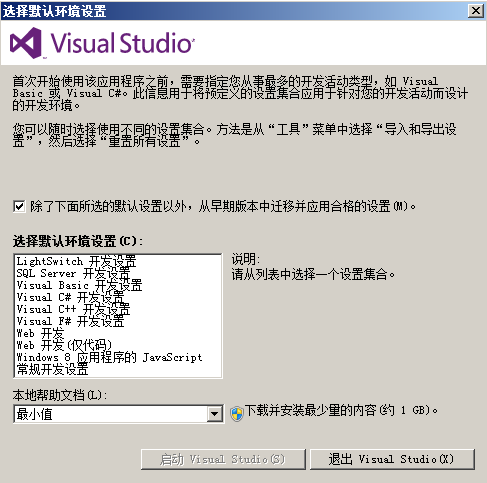 选择默认环境设置
Visual Studio
首次开始使用该应用程序之前，需要指定您从事最多的开发活动类型，如 Visual
Basic 或 Visual C#。此信息用于将预定义的设置集合应用于针对您的开发活动而设计
的开发环境。
您可以随时选择使用不同的设置集合。方法是从“工具”菜单中选择“导入和导出设
置”，然后选择“重置所有设置”。
除了下面所选的默认设置以外，从早期版本中迁移并应用合格的设置(M)。
选择默认环境设置(C):
LightSwitch 开发设置
SQL Server 开发设置
Visual Basic 开发设置
Visual C# 开发设置
Visual C++ 开发设置
Visual F# 开发设置
Web 开发
Web 开发(仅代码)
Windows 8 应用程序的 JavaScript
常规开发设置
说明:
请从列表中选择一个设置集合。
本地帮助文档(L):
最小值
下载并安装最少量的内容(约 1 GB)。
启动 Visual Studio(S)
退出 Visual Studio(X)